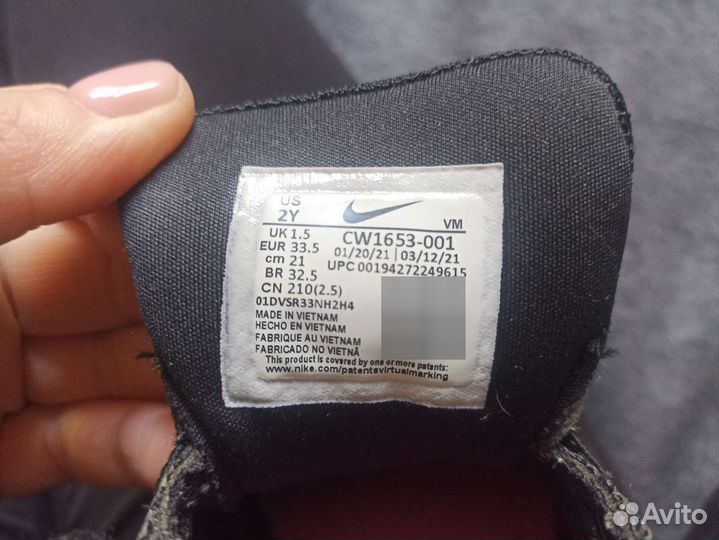 US
2Y
VM
UK 1.5
EUR 33.5
cm 21
BR 32.5
CN 210(2.5)
CW1653-001
01/20/21 | 03/12/21
UPC 00194272249615
01DVSR33NH2H4
MADE IN VIETNAM
HECHO EN VIETNAM
FABRIQUE AU VIETNAM
FABRICADO NO VIETNÃ
This product is covered by one or more patents:
www.nike.com/patentsvirtualmarking
Avito